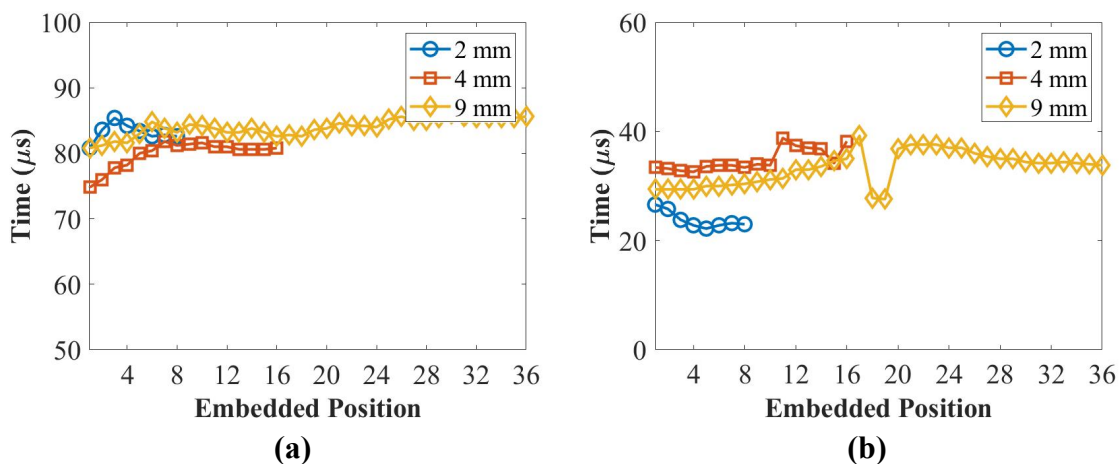 100
90
80
70
60
50
Time (μs)
4 8 12 16 20 24 28 32 36
Embedded Position
2 mm
4 mm
9 mm
(a)
60
40
20
0
Time (μs)
4 8 12 16 20 24 28 32 36
Embedded Position
2 mm
4 mm
9 mm
(b)